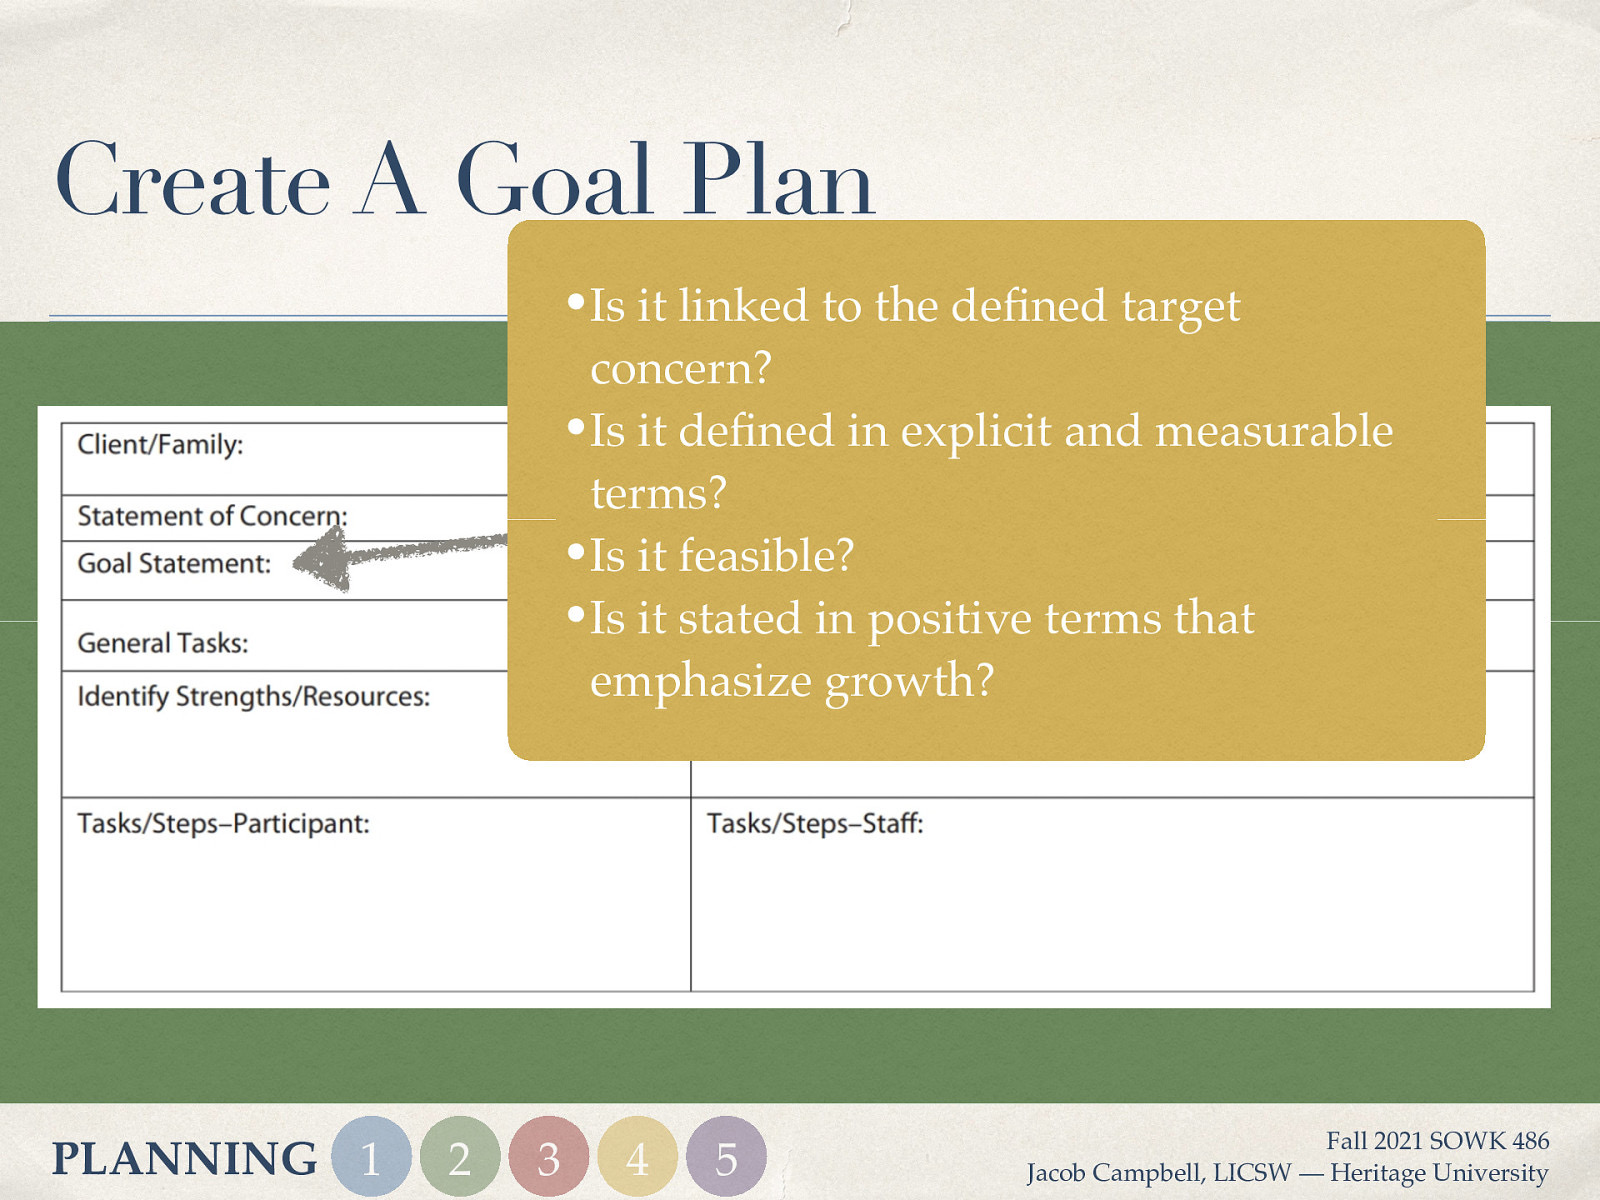 Create A Goal Plan
•Is it linked to the defined target
concern?
•Is it defined in explicit and measurable
terms?
•Is it feasible?
•Is it stated in positive terms that
emphasize growth?
Client/Family:
Statement of Concern:
Goal Statement:
General Tasks:
Identify Strengths/Resources:
Tasks/Steps–Participant:
Tasks/Steps–Staff:
PLANNING 1 2 3 4 5
Fall 2021 SOWK 486
Jacob Campbell, LICSW — Heritage University